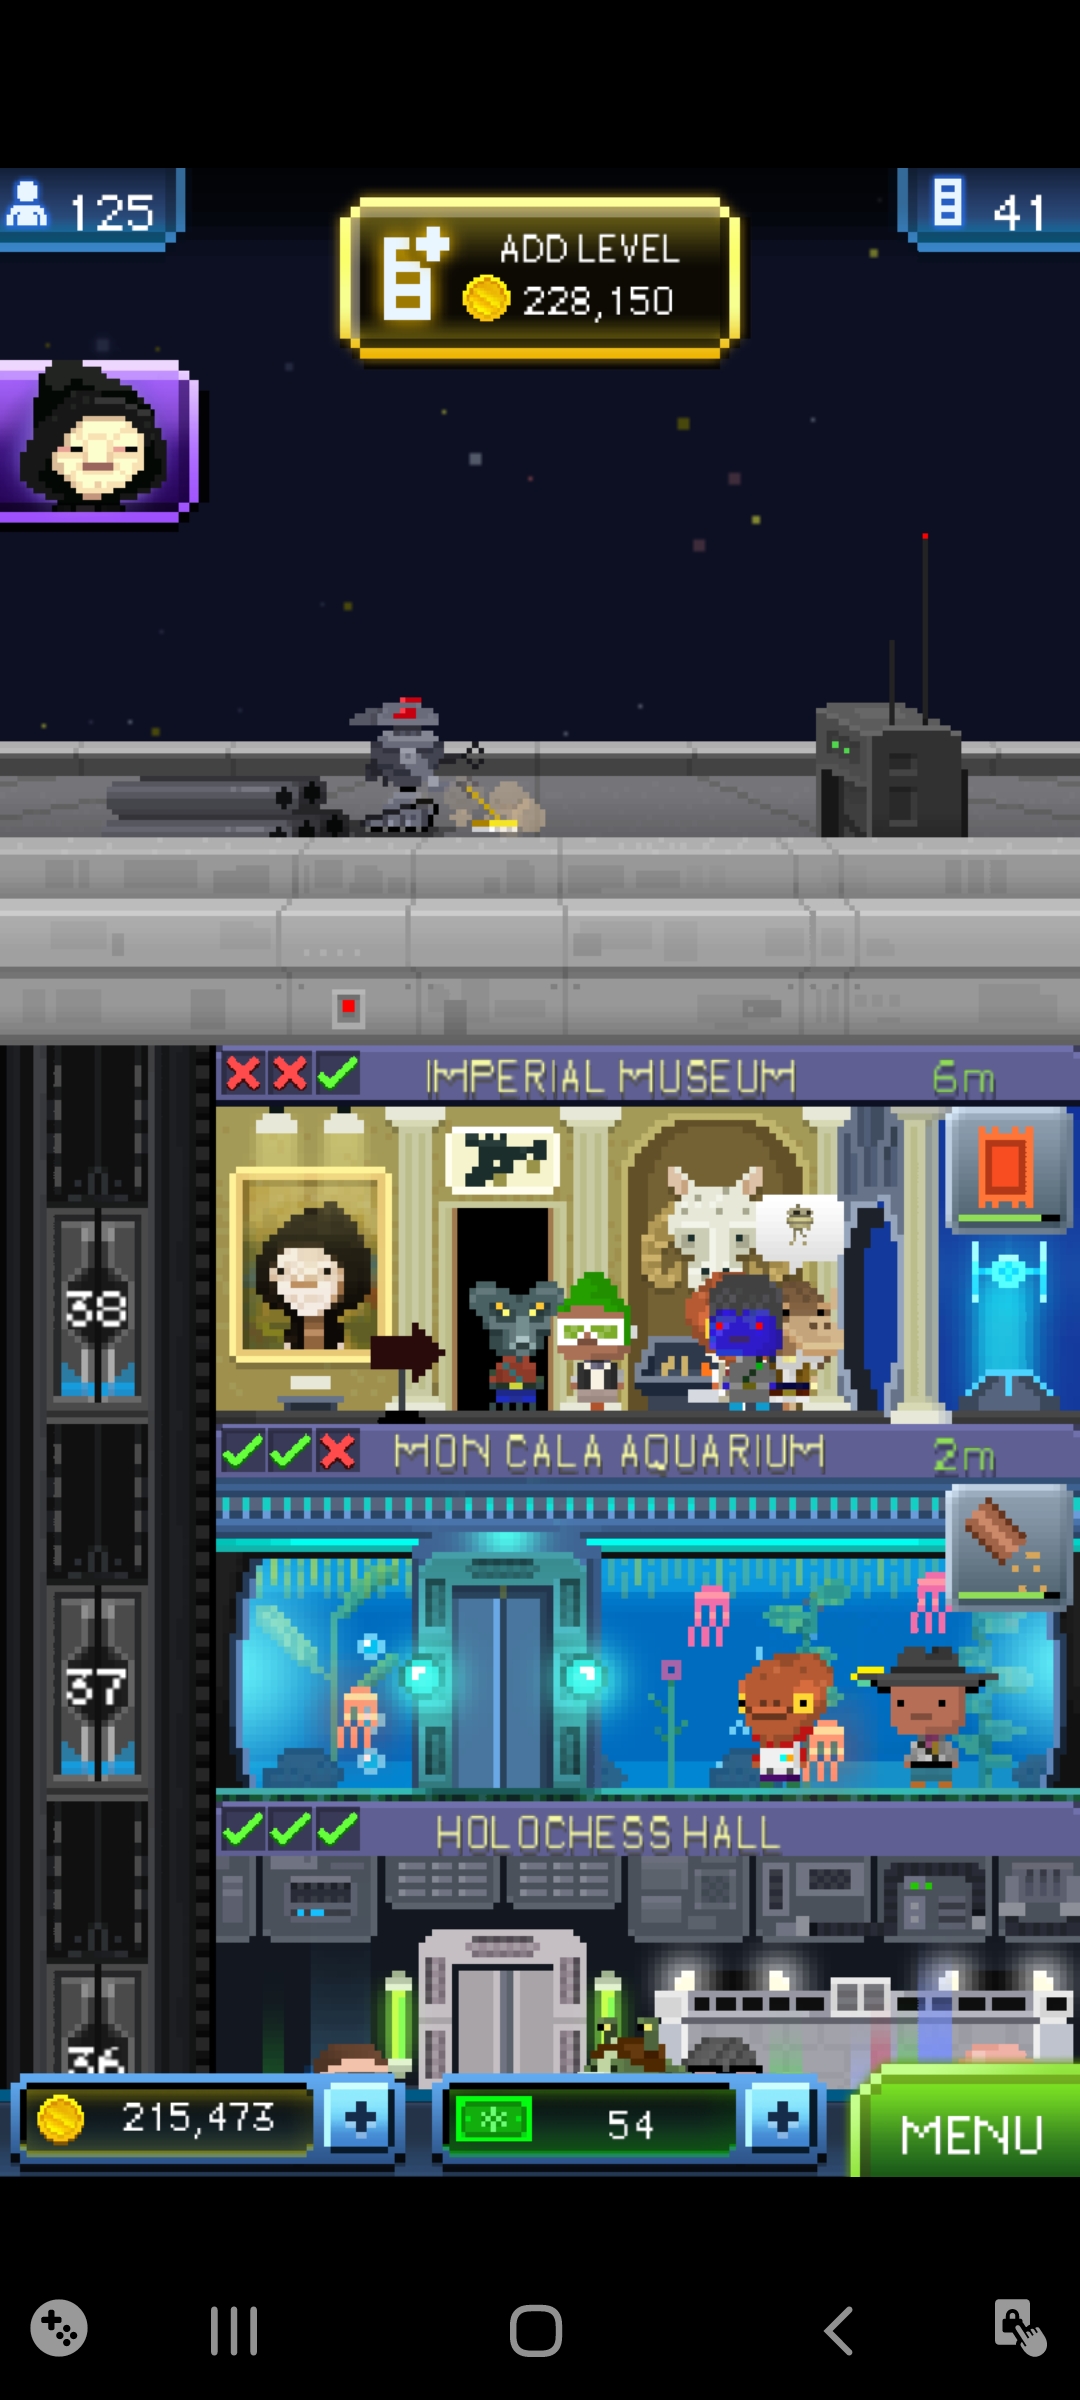 125
ADD LEVEL
228,150
41
IMPERIAL MUSEUM 6m
38
MON CALA AQUARIUM 2m
37
HOLOCHESS HALL
36
215,473
54
MENU